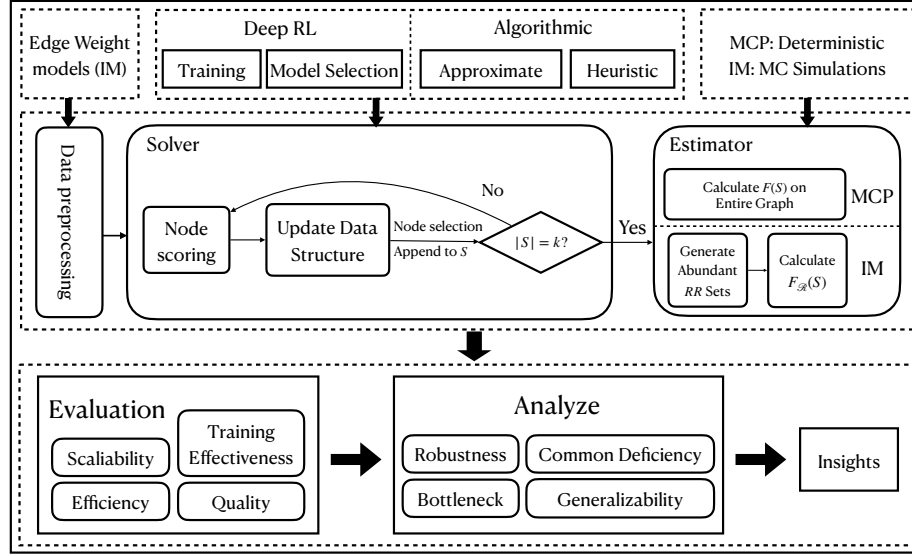 Edge Weight
models (IM)
Deep RL
Training
Model Selection
Algorithmic
Approximate
Heuristic
MCP: Deterministic
IM: MC Simulations
Data preprocessing
Solver
Node
scoring
Update Data
Structure
Node selection
Append to S
|S| = k?
No
Yes
Estimator
Calculate F(S) on
Entire Graph
MCP
Generate
Abundant
RR Sets
Calculate
F_ℛ(S)
IM
Evaluation
Scaliability
Training
Effectiveness
Efficiency
Quality
Analyze
Robustness
Common Deficiency
Bottleneck
Generalizability
Insights